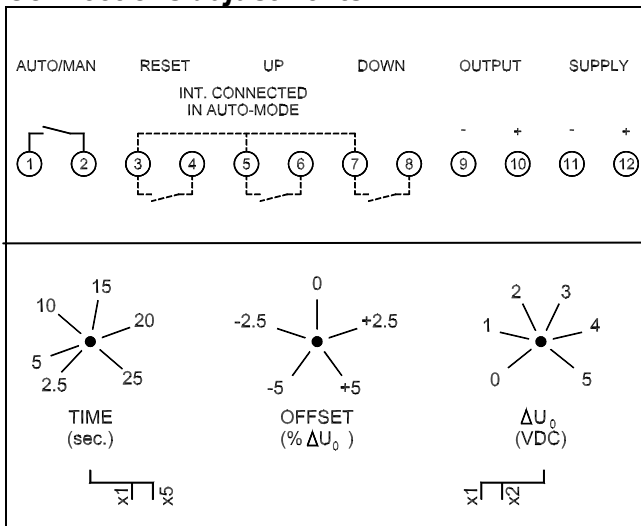 AUTO/MAN RESET UP DOWN OUTPUT SUPPLY
INT. CONNECTED
IN AUTO-MODE
- + - +
1 2 3 4 5 6 7 8 9 10 11 12
2.5 5 10 15 20 25
TIME
(sec.)
x1 x5
-5 -2.5 0 +2.5 +5
OFFSET
(% ΔU₀ )
0 1 2 3 4 5
ΔU₀
(VDC)
x1 x2